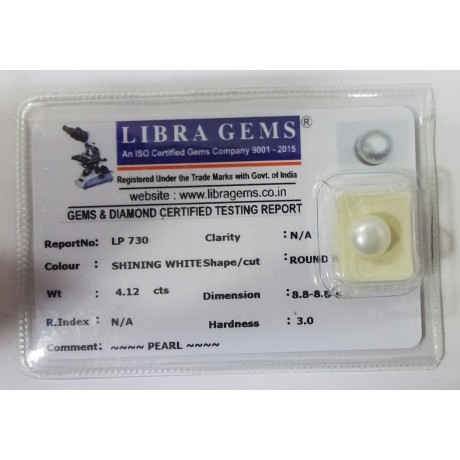 LIBRA GEMS ®
An ISO Certified Gems Company 9001 - 2015
Registered Under the Trade Marks with Govt. of India
website : www.libragems.co.in
GEMS & DIAMOND CERTIFIED TESTING REPORT
ReportNo: LP 730 Clarity : N/A
Colour : SHINING WHITE Shape/cut : ROUND
Wt : 4.12 cts Dimension : 8.8-8.8
R.Index : N/A Hardness : 3.0
Comment: ~~~~ PEARL ~~~~